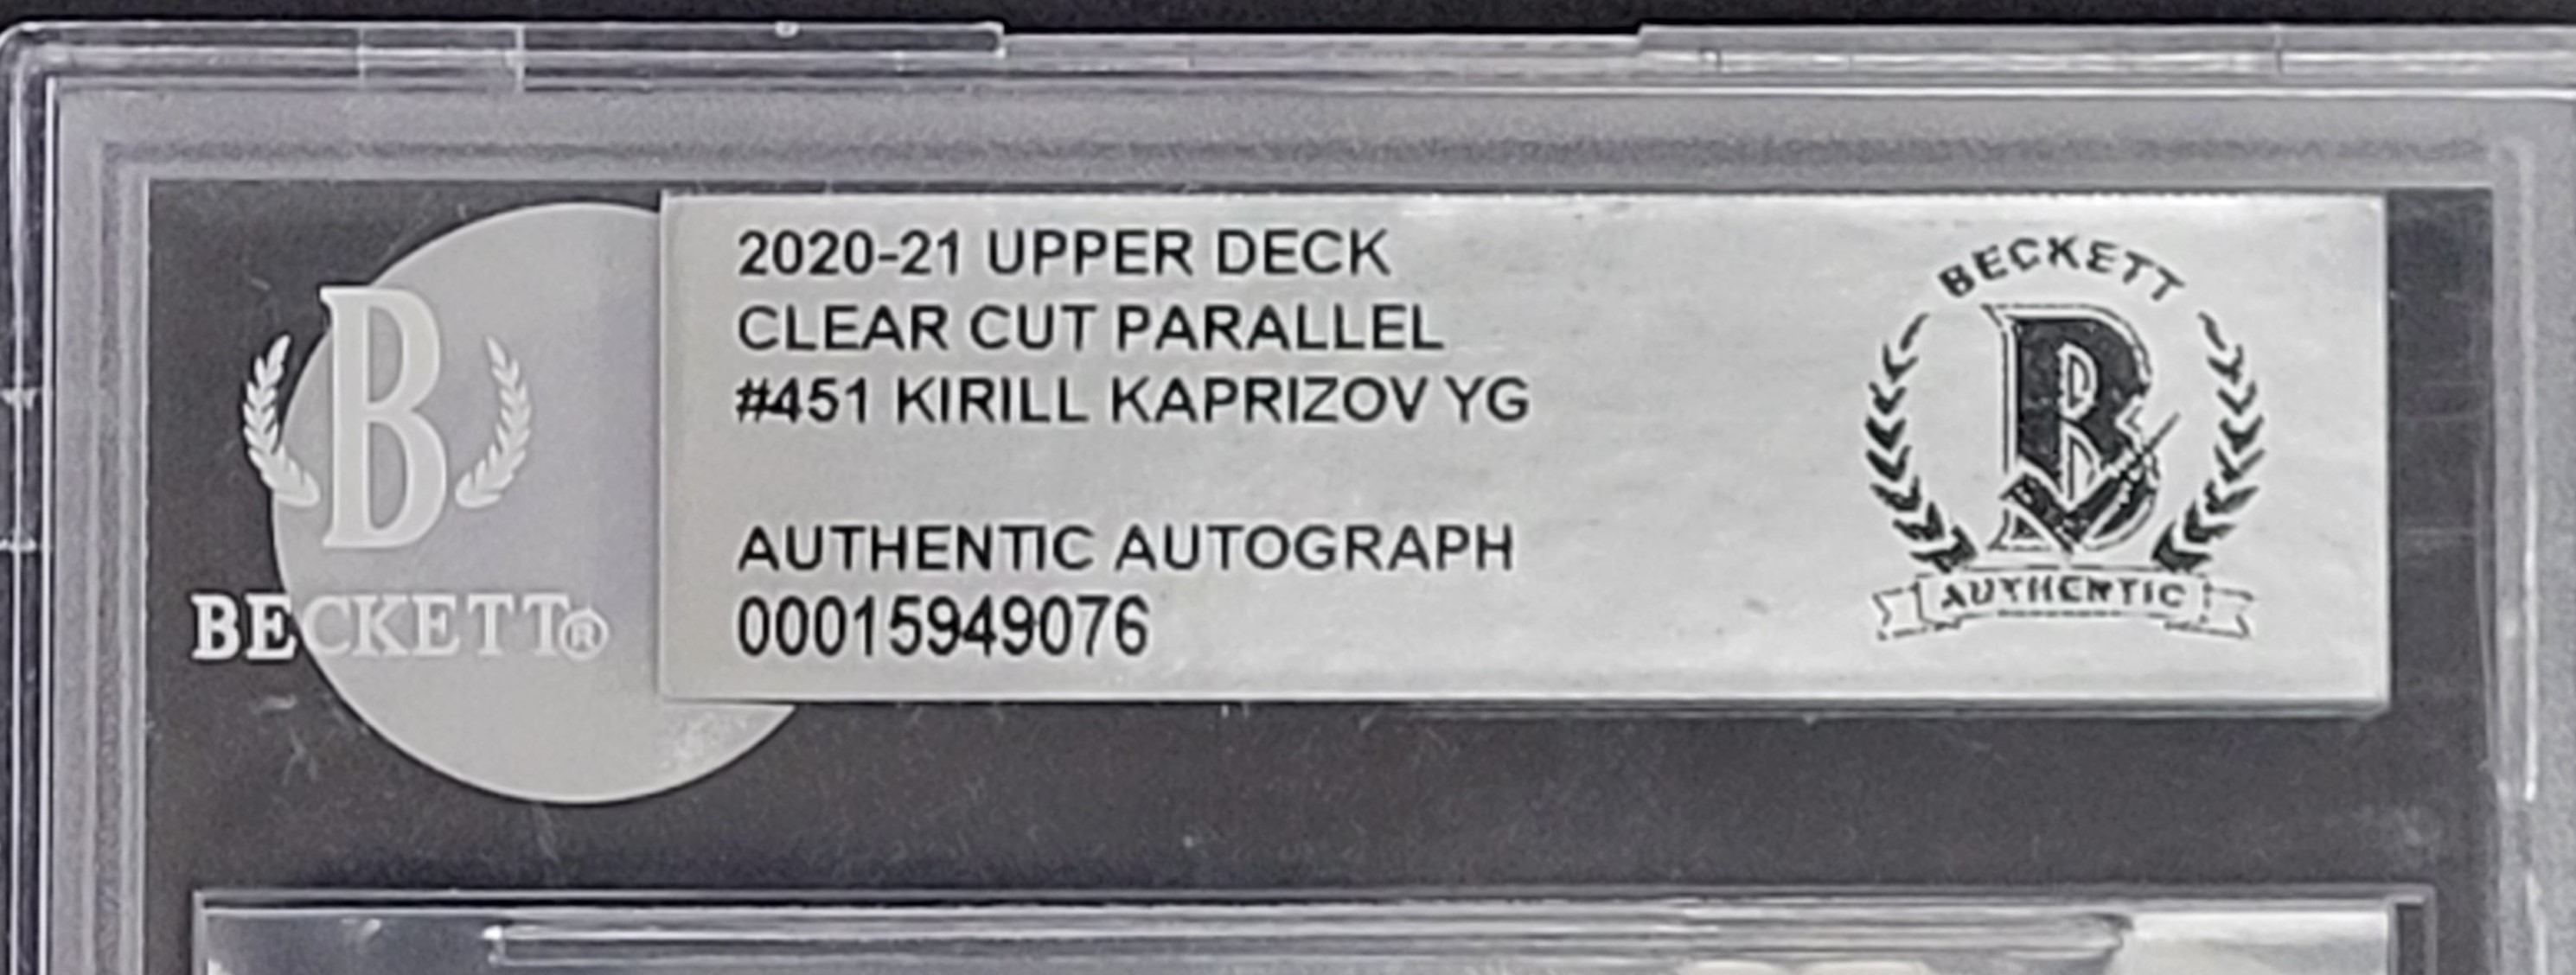 BECKETT®
B
2020-21 UPPER DECK
CLEAR CUT PARALLEL
#451 KIRILL KAPRIZOV YG
AUTHENTIC AUTOGRAPH
00015949076
BECKETT
B
AUTHENTIC